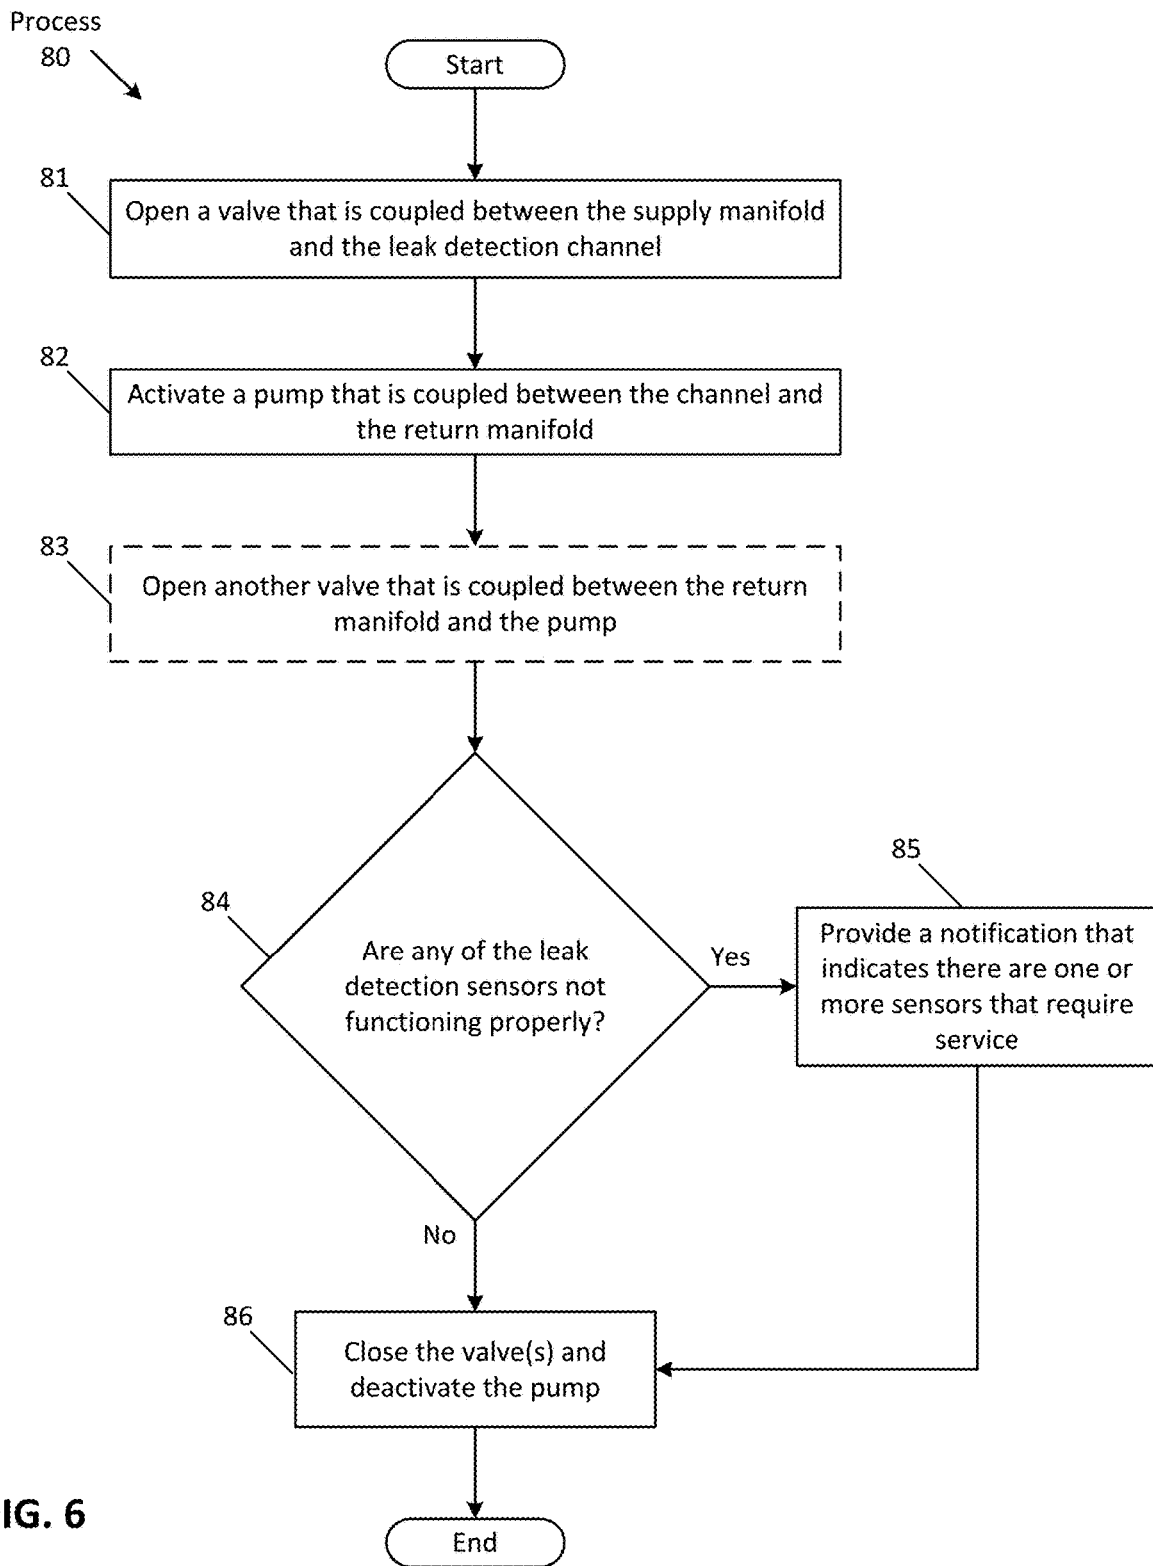 Process
80
Start
81
Open a valve that is coupled between the supply manifold
and the leak detection channel
82
Activate a pump that is coupled between the channel and
the return manifold
83
Open another valve that is coupled between the return
manifold and the pump
84
Are any of the leak
detection sensors not
functioning properly?
Yes
85
Provide a notification that
indicates there are one or
more sensors that require
service
No
86
Close the valve(s) and
deactivate the pump
End
IG. 6